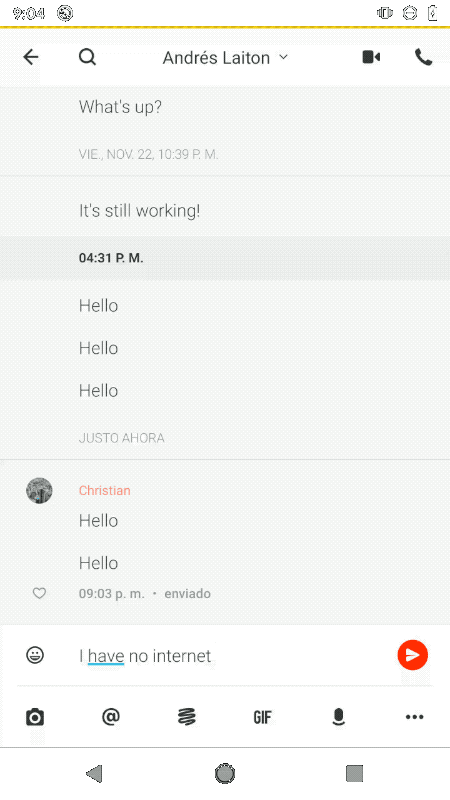 9:04
Andrés Laiton
What's up?
VIE., NOV. 22, 10:39 P. M.
It's still working!
04:31 P. M.
Hello
Hello
Hello
JUSTO AHORA
Christian
Hello
Hello
09:03 p. m. • enviado
I have no internet
@ GIF